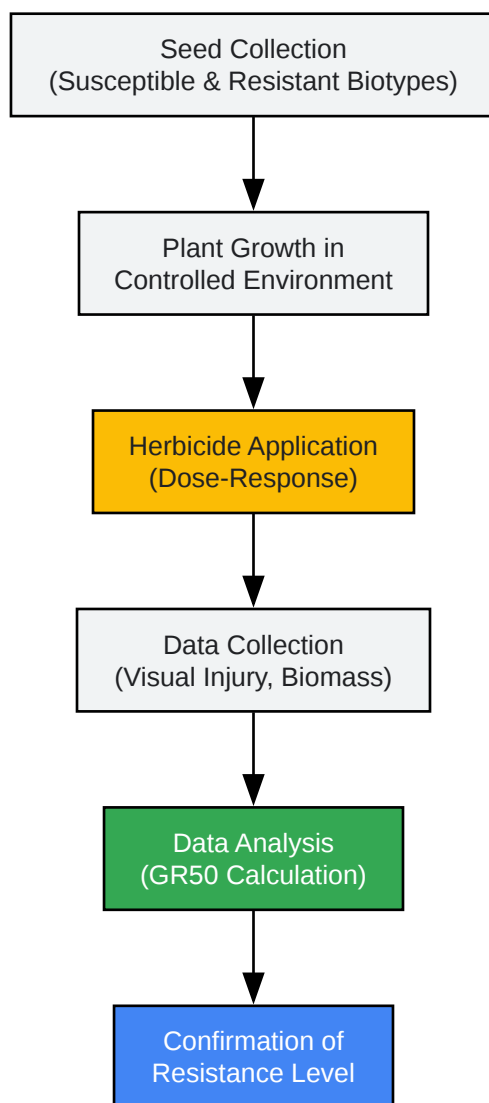 Seed Collection
(Susceptible & Resistant Biotypes)
Plant Growth in
Controlled Environment
Herbicide Application
(Dose-Response)
Data Collection
(Visual Injury, Biomass)
Data Analysis
(GR50 Calculation)
Confirmation of
Resistance Level